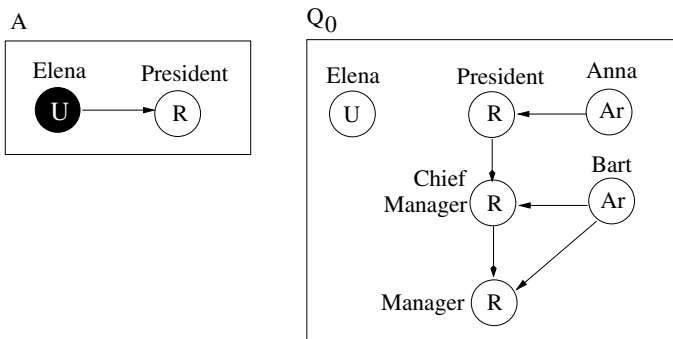 A
Elena President
U R
Q0
Elena President Anna
U R Ar
Chief
Manager R
Bart
Ar
Manager R